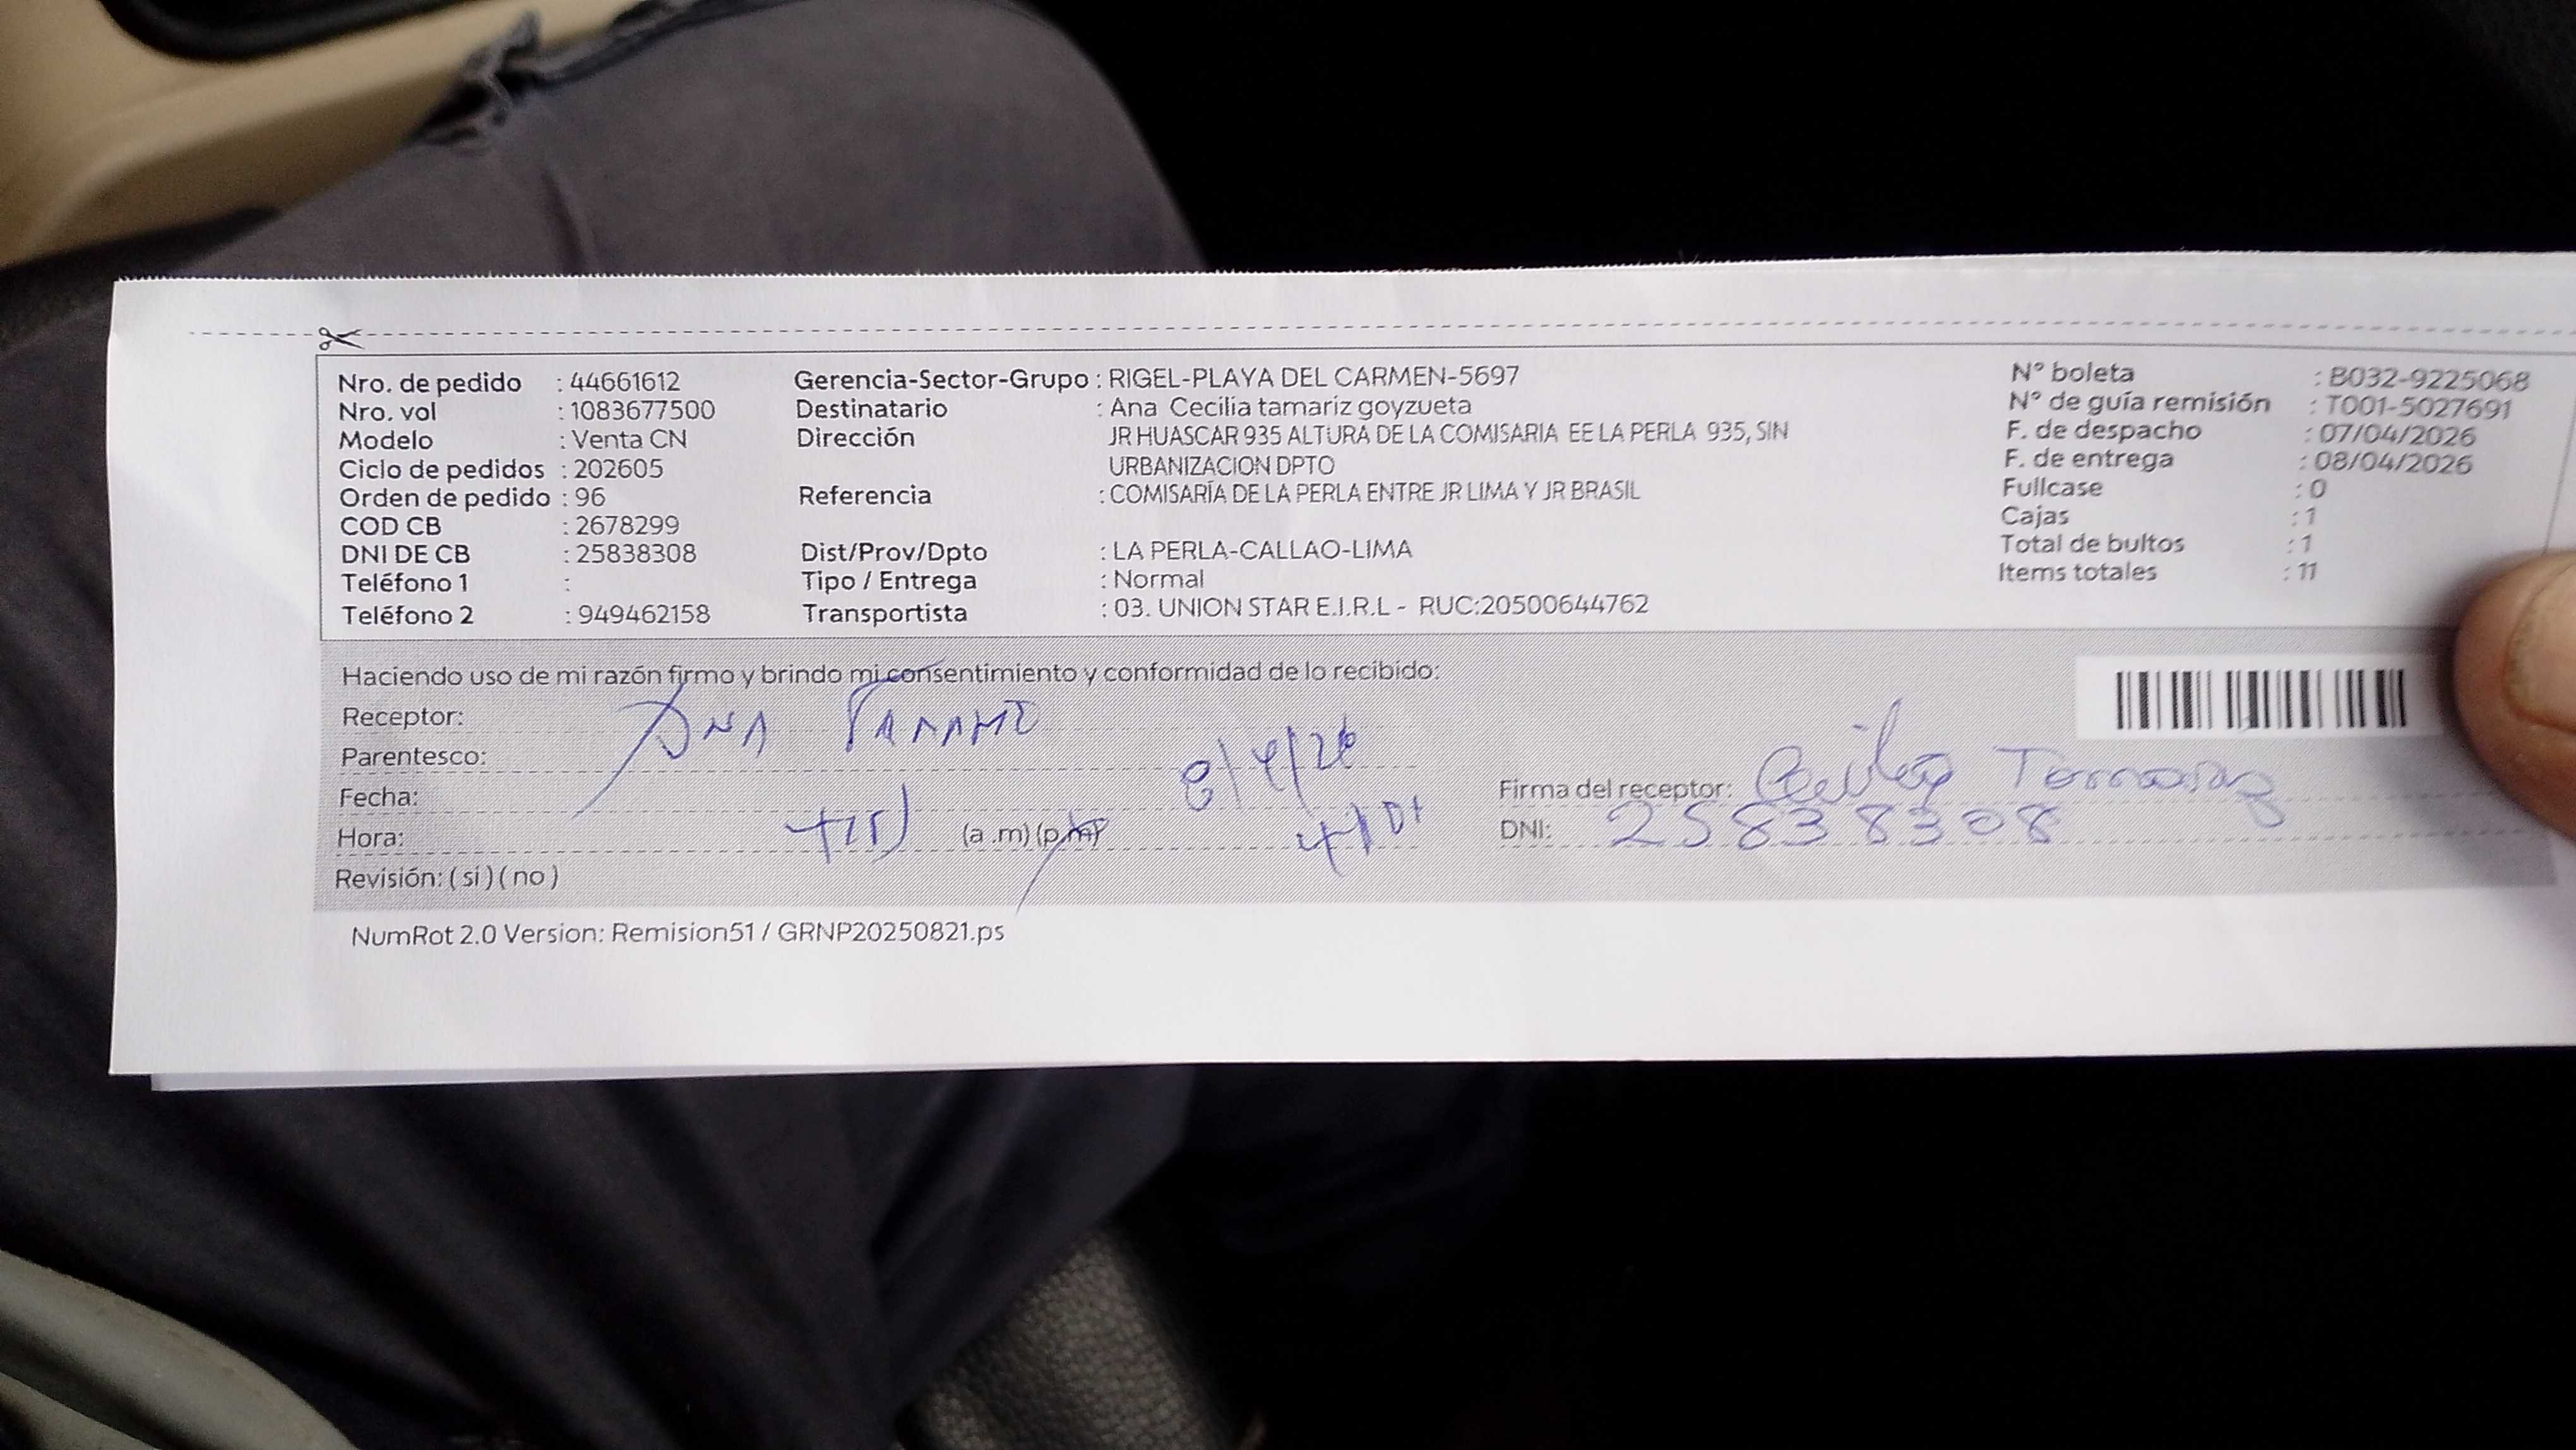 Nro. de pedido : 44661612
Nro. vol : 1083677500
Modelo : Venta CN
Ciclo de pedidos : 202605
Orden de pedido : 96
COD CB : 2678299
DNI DE CB : 25838308
Teléfono 1 :
Teléfono 2 : 949462158
Gerencia-Sector-Grupo : RIGEL-PLAYA DEL CARMEN-5697
Destinatario : Ana Cecilia tamariz goyzueta
Dirección JR HUASCAR 935 ALTURA DE LA COMISARIA EE LA PERLA 935, SIN
URBANIZACION DPTO
Referencia : COMISARÍA DE LA PERLA ENTRE JR LIMA Y JR BRASIL
Dist/Prov/Dpto : LA PERLA-CALLAO-LIMA
Tipo / Entrega : Normal
Transportista : 03. UNION STAR E.I.R.L - RUC:20500644762
N° boleta : B032-9225068
N° de guía remisión : T001-5027691
F. de despacho : 07/04/2026
F. de entrega : 08/04/2026
Fullcase : 0
Cajas : 1
Total de bultos : 1
Items totales : 11
Haciendo uso de mi razón firmo y brindo mi consentimiento y conformidad de lo recibido:
Receptor: ANA
Parentesco:
Fecha: 8/4/26
Hora: (a .m) (p.m)
Revisión: ( si ) ( no )
Firma del receptor: Cecilia Tamariz
DNI: 25838308
NumRot 2.0 Version: Remision51 / GRNP20250821.ps